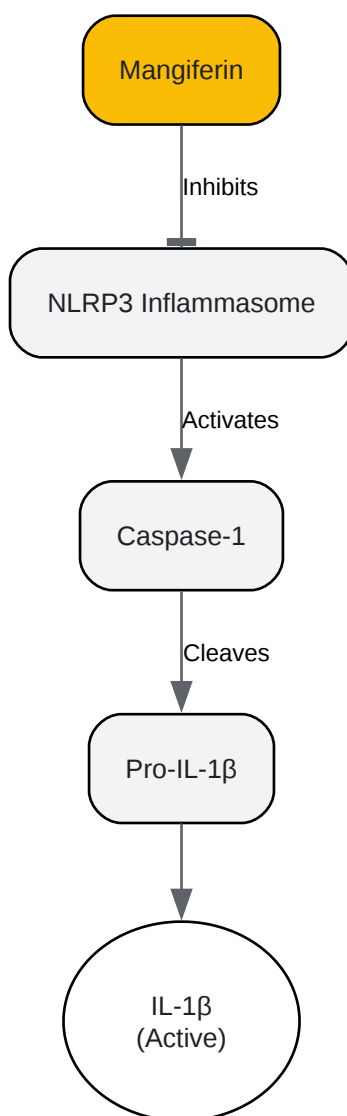 Mangiferin
Inhibits
NLRP3 Inflammasome
Activates
Caspase-1
Cleaves
Pro-IL-1β
IL-1β
(Active)